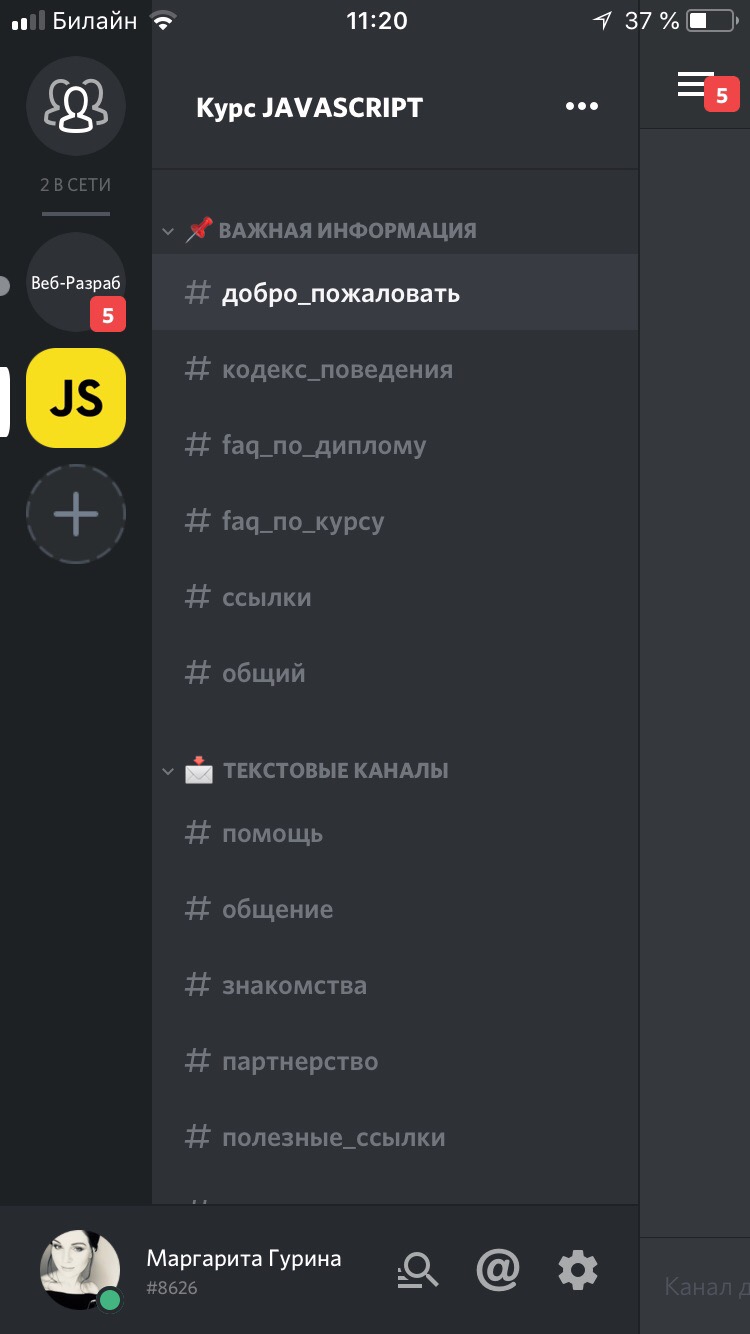 Билайн 11:20 37 %
Курс JAVASCRIPT
5
2 В СЕТИ
Веб-Разраб
5
JS
ВАЖНАЯ ИНФОРМАЦИЯ
# добро_пожаловать
# кодекс_поведения
# faq_по_диплому
# faq_по_курсу
# ссылки
# общий
ТЕКСТОВЫЕ КАНАЛЫ
# помощь
# общение
# знакомства
# партнерство
# полезные_ссылки
Маргарита Гурина
#8626
@
Канал д